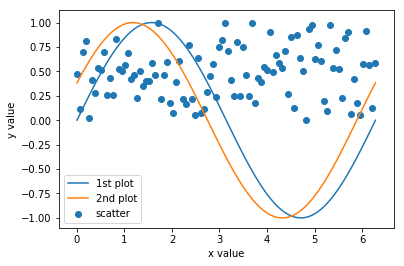 1.00
0.75
0.50
0.25
0.00
−0.25
−0.50
−0.75
−1.00
y value
1st plot
2nd plot
scatter
0 1 2 3 4 5 6
x value